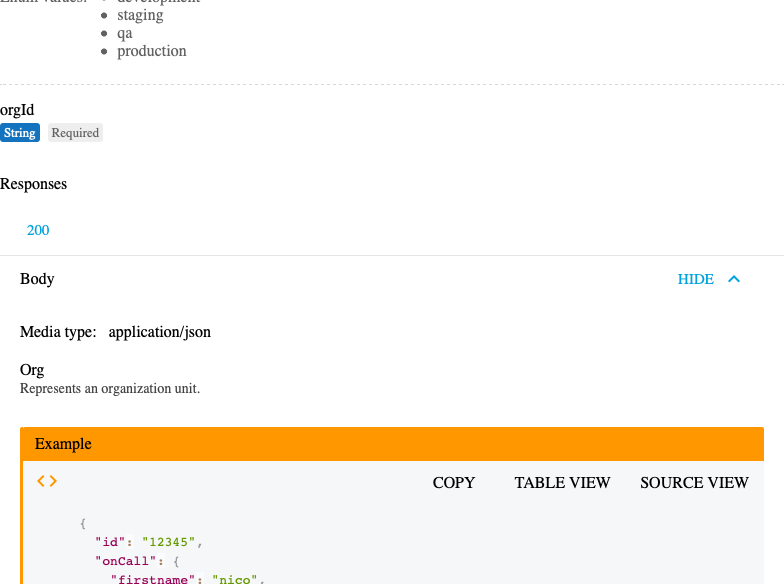 Enum values:
development
staging
qa
production
orgId
String Required
Responses
200
Body HIDE
Media type: application/json
Org
Represents an organization unit.
Example
<> COPY TABLE VIEW SOURCE VIEW
{
"id": "12345",
"onCall": {
"firstname": "nico",